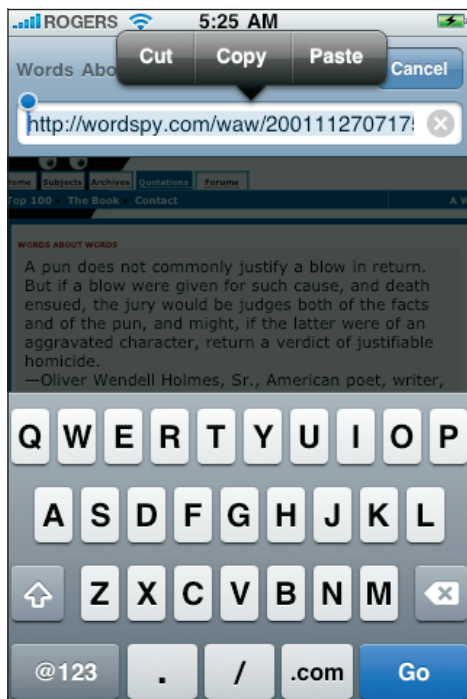 ROGERS 5:25 AM
Cut Copy Paste
Words Abo Cancel
http://wordspy.com/waw/2001112707175
Home Subjects Archives Quotations Forums
Top 100 The Book Contact A W
WORDS ABOUT WORDS
A pun does not commonly justify a blow in return.
But if a blow were given for such cause, and death
ensued, the jury would be judges both of the facts
and of the pun, and might, if the latter were of an
aggravated character, return a verdict of justifiable
homicide.
—Oliver Wendell Holmes, Sr., American poet, writer,
Q W E R T Y U I O P
A S D F G H J K L
Z X C V B N M
@123 . / .com Go